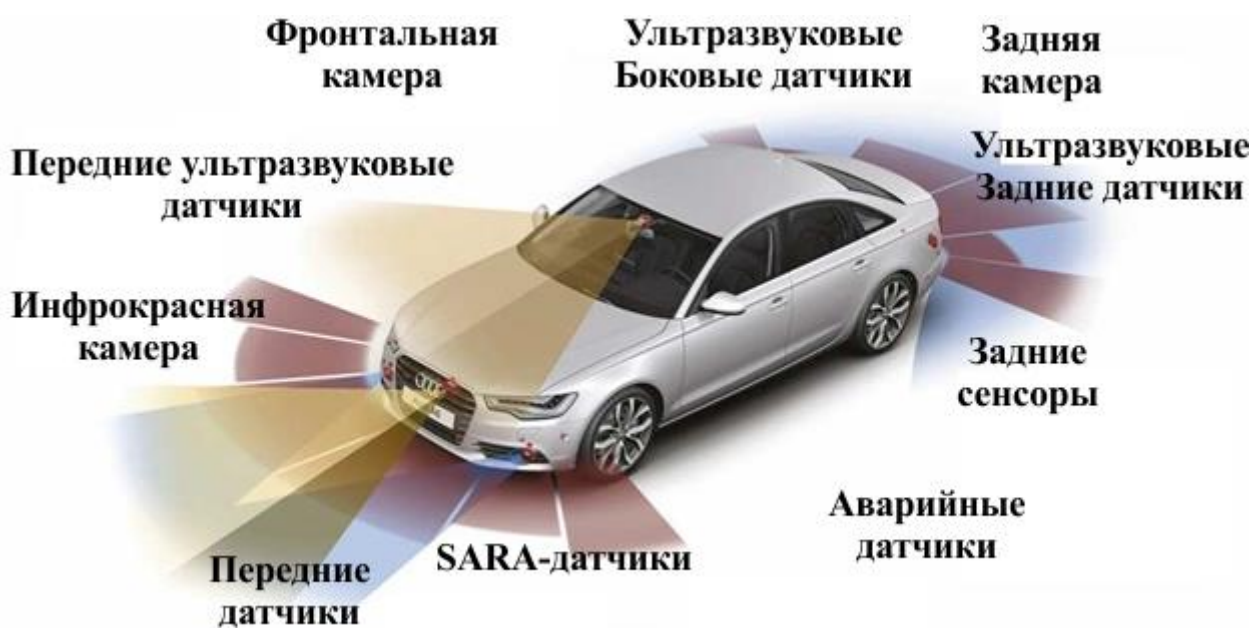 Фронтальная
камера
Ультразвуковые
Боковые датчики
Задняя
камера
Передние ультразвуковые
датчики
Ультразвуковые
Задние датчики
Инфрокрасная
камера
Задние
сенсоры
Аварийные
датчики
SARA-датчики
Передние
датчики